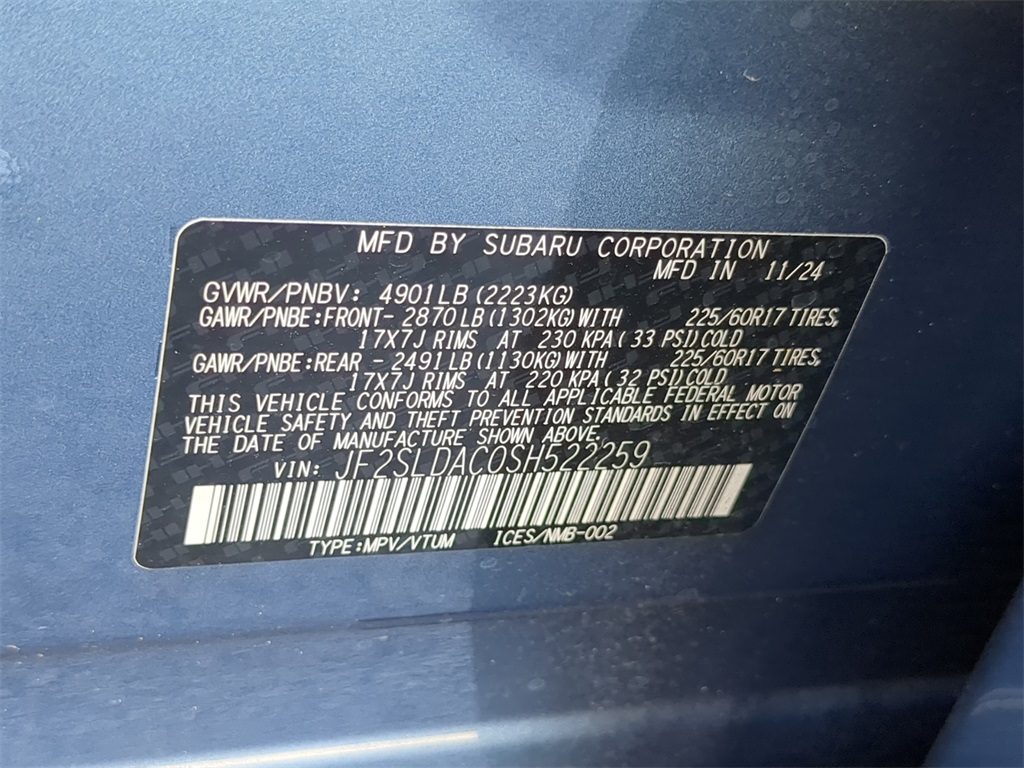 MFD BY SUBARU CORPORATION
MFD IN 11/24
GVWR/PNBV: 4901LB(2223KG)
GAWR/PNBE:FRONT- 2870LB(1302KG)WITH 225/60R17 TIRES,
17X7J RIMS AT 230 KPA(33 PSI)COLD
GAWR/PNBE:REAR - 2491LB(1130KG)WITH 225/60R17 TIRES,
17X7J RIMS AT 220 KPA(32 PSI)COLD
THIS VEHICLE CONFORMS TO ALL APPLICABLE FEDERAL MOTOR
VEHICLE SAFETY AND THEFT PREVENTION STANDARDS IN EFFECT ON
THE DATE OF MANUFACTURE SHOWN ABOVE.
VIN: JF2SLDAC0SH522259
TYPE:MPV/VTUM ICES/NMB-002